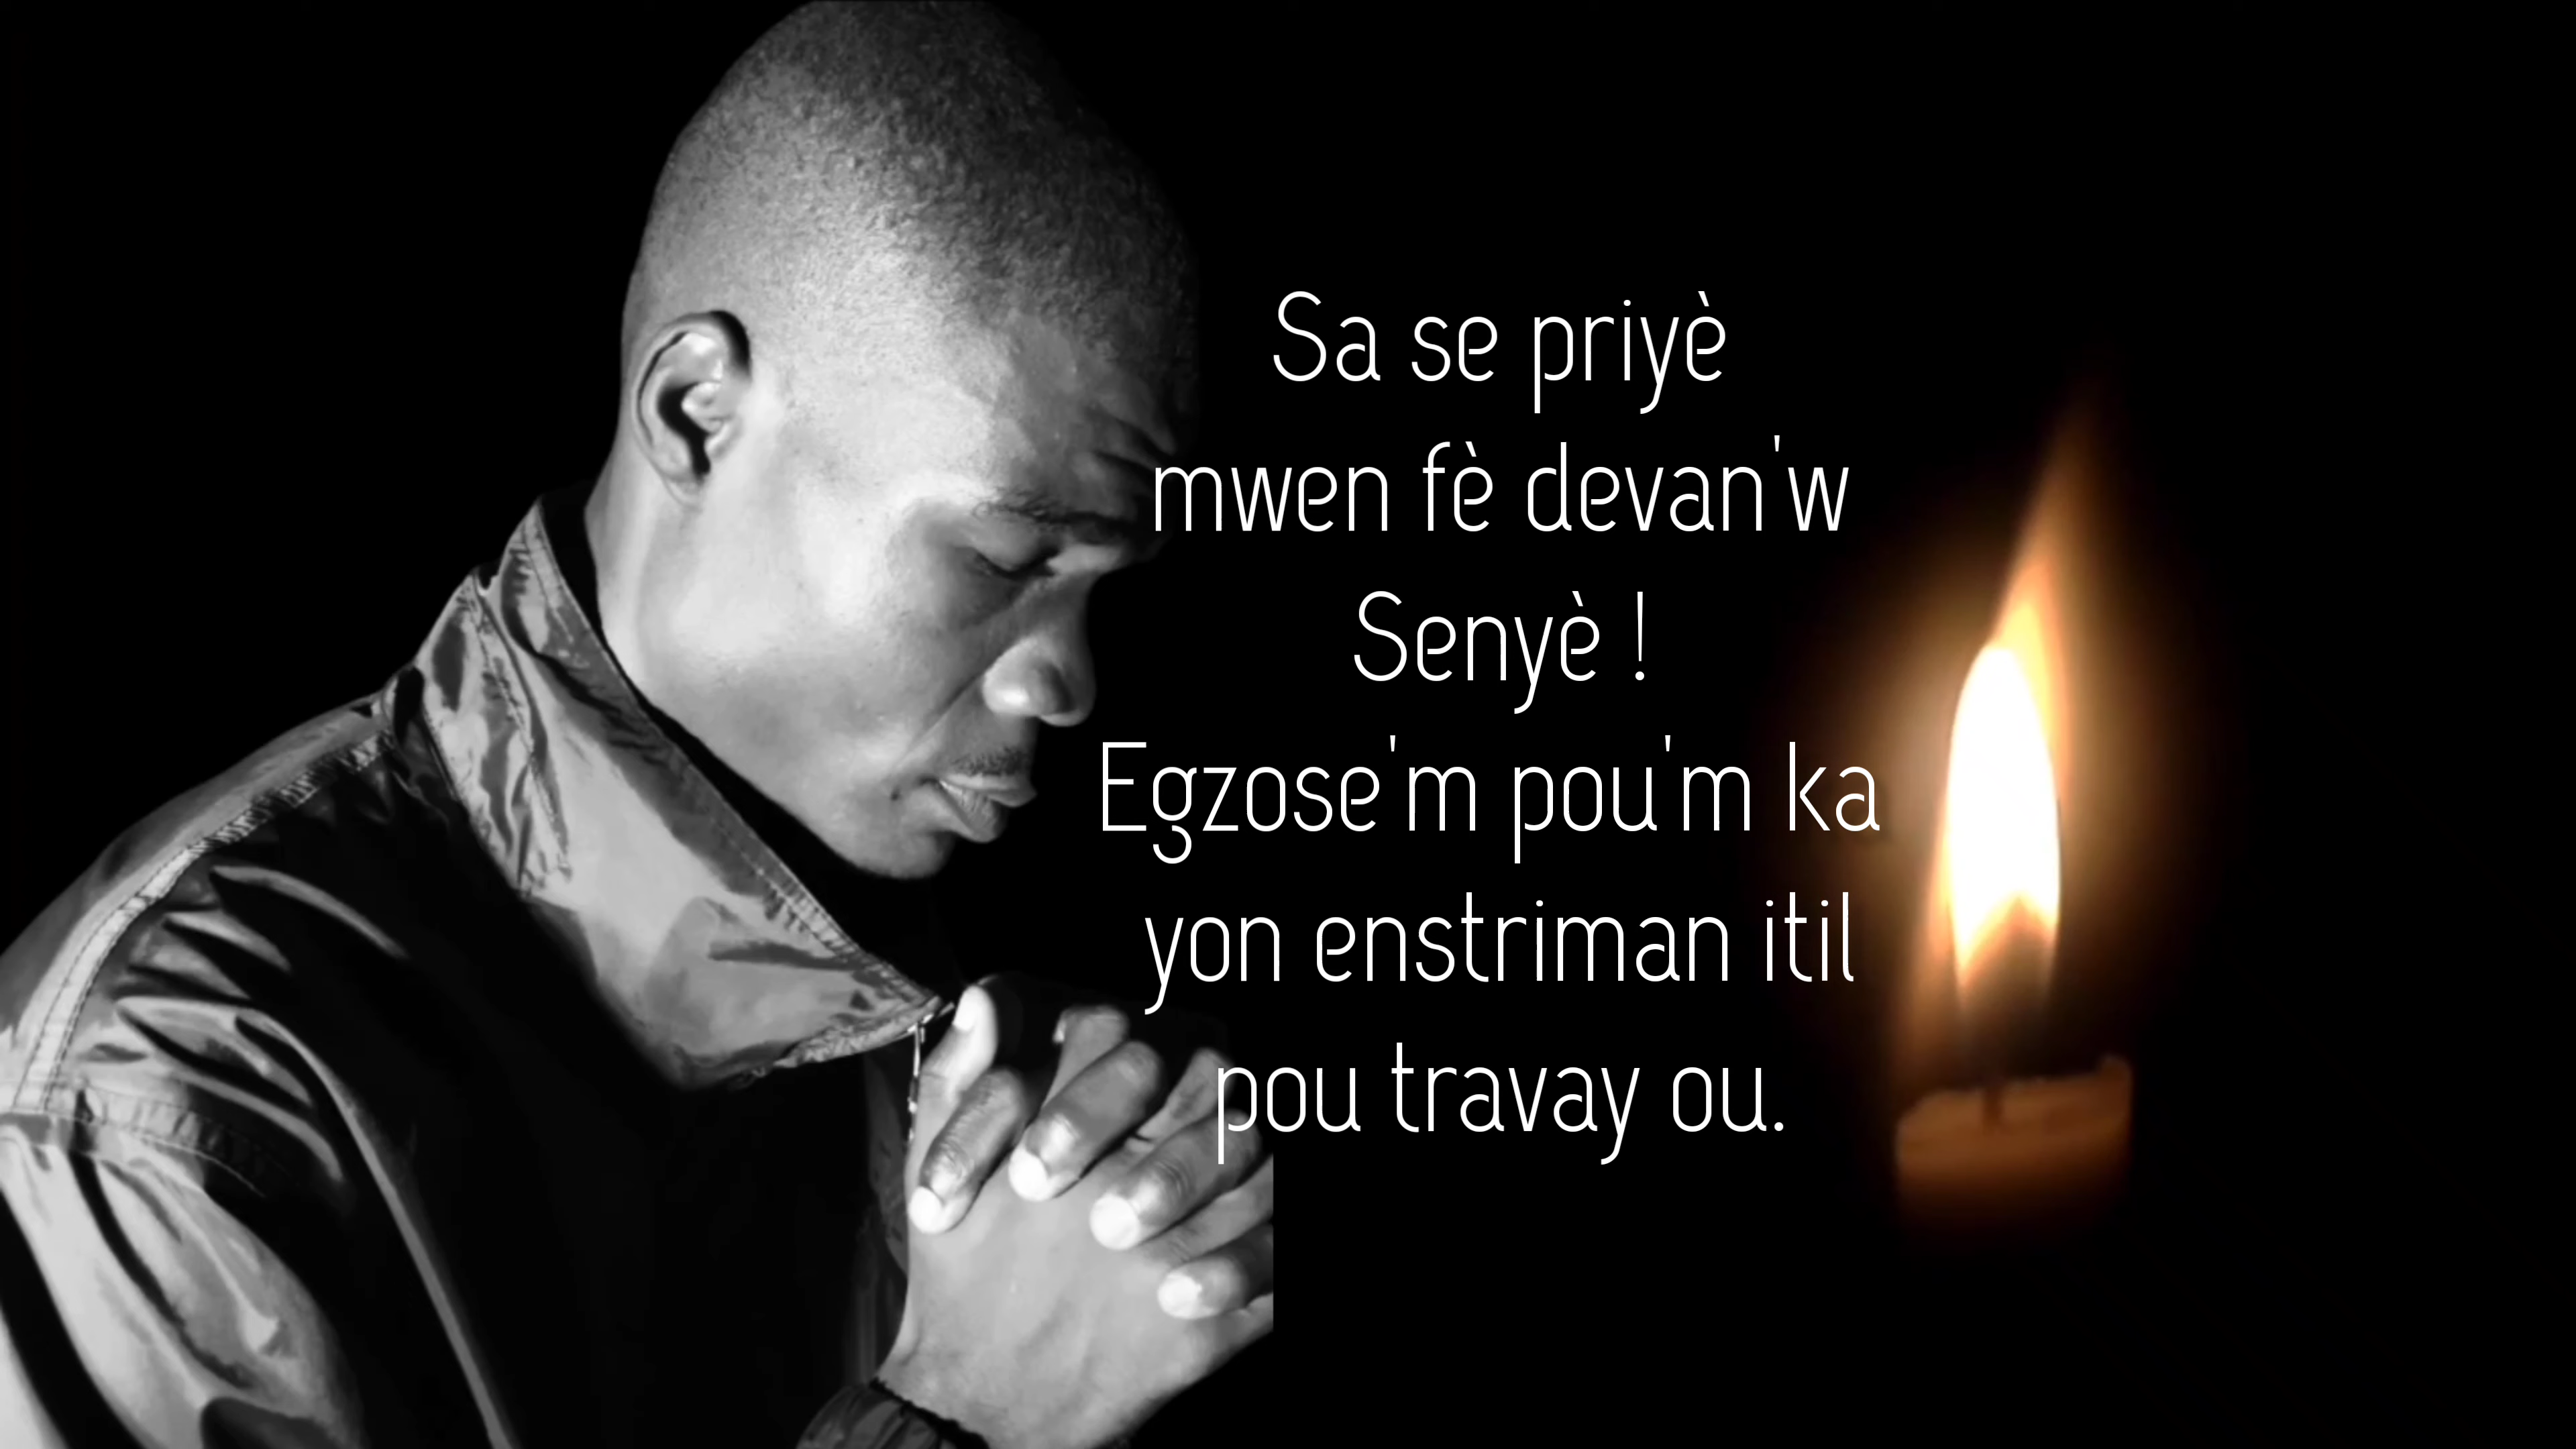 Sa se priyè
mwen fè devan'w
Senyè !
Egzose'm pou'm ka
yon enstriman itil
pou travay ou.